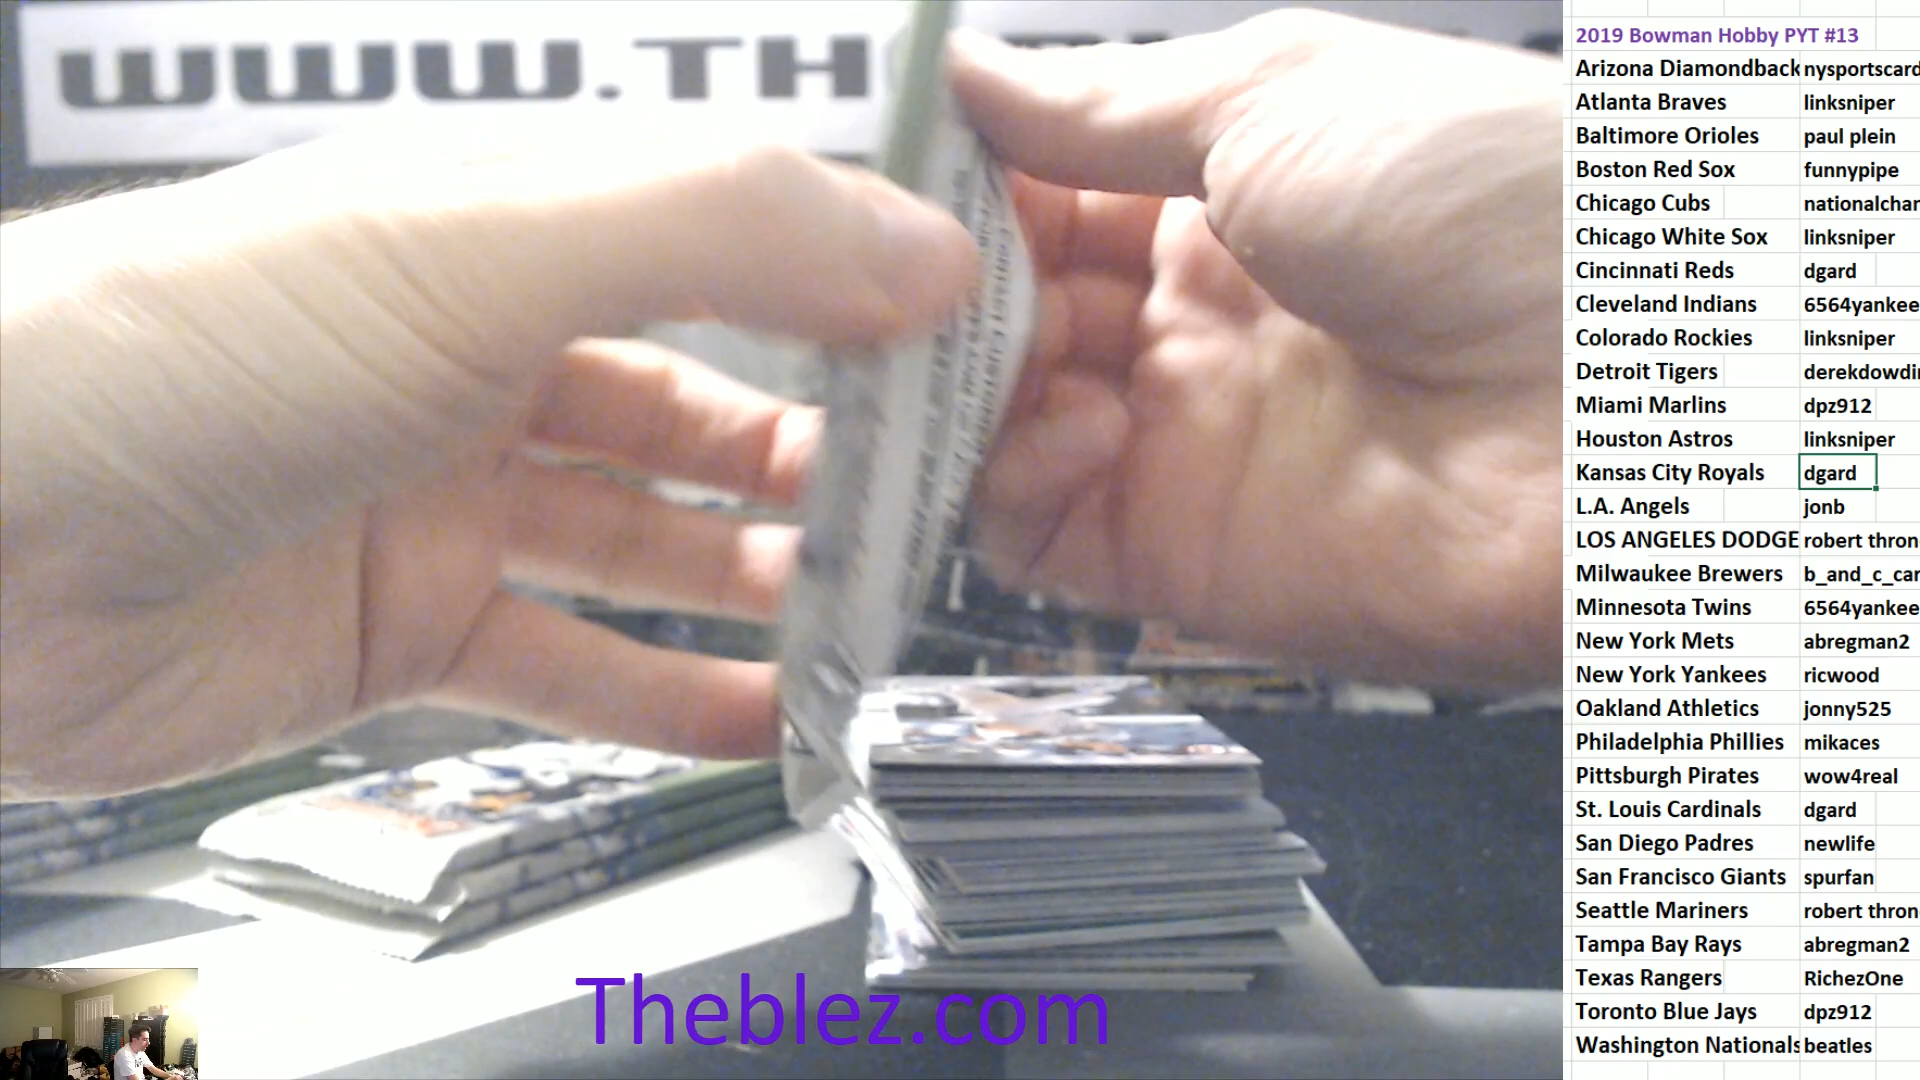 WWW.TH
2019 Bowman Hobby PYT #13
Arizona Diamondback nysportscard
Atlanta Braves linksniper
Baltimore Orioles paul plein
Boston Red Sox funnypipe
Chicago Cubs nationalchar
Chicago White Sox linksniper
Cincinnati Reds dgard
Cleveland Indians 6564yankee
Colorado Rockies linksniper
Detroit Tigers derekdowdin
Miami Marlins dpz912
Houston Astros linksniper
Kansas City Royals dgard
L.A. Angels jonb
LOS ANGELES DODGE robert thron
Milwaukee Brewers b_and_c_car
Minnesota Twins 6564yankee
New York Mets abregman2
New York Yankees ricwood
Oakland Athletics jonny525
Philadelphia Phillies mikaces
Pittsburgh Pirates wow4real
St. Louis Cardinals dgard
San Diego Padres newlife
San Francisco Giants spurfan
Seattle Mariners robert thron
Tampa Bay Rays abregman2
Texas Rangers RichezOne
Toronto Blue Jays dpz912
Washington Nationals beatles
Theblez.com